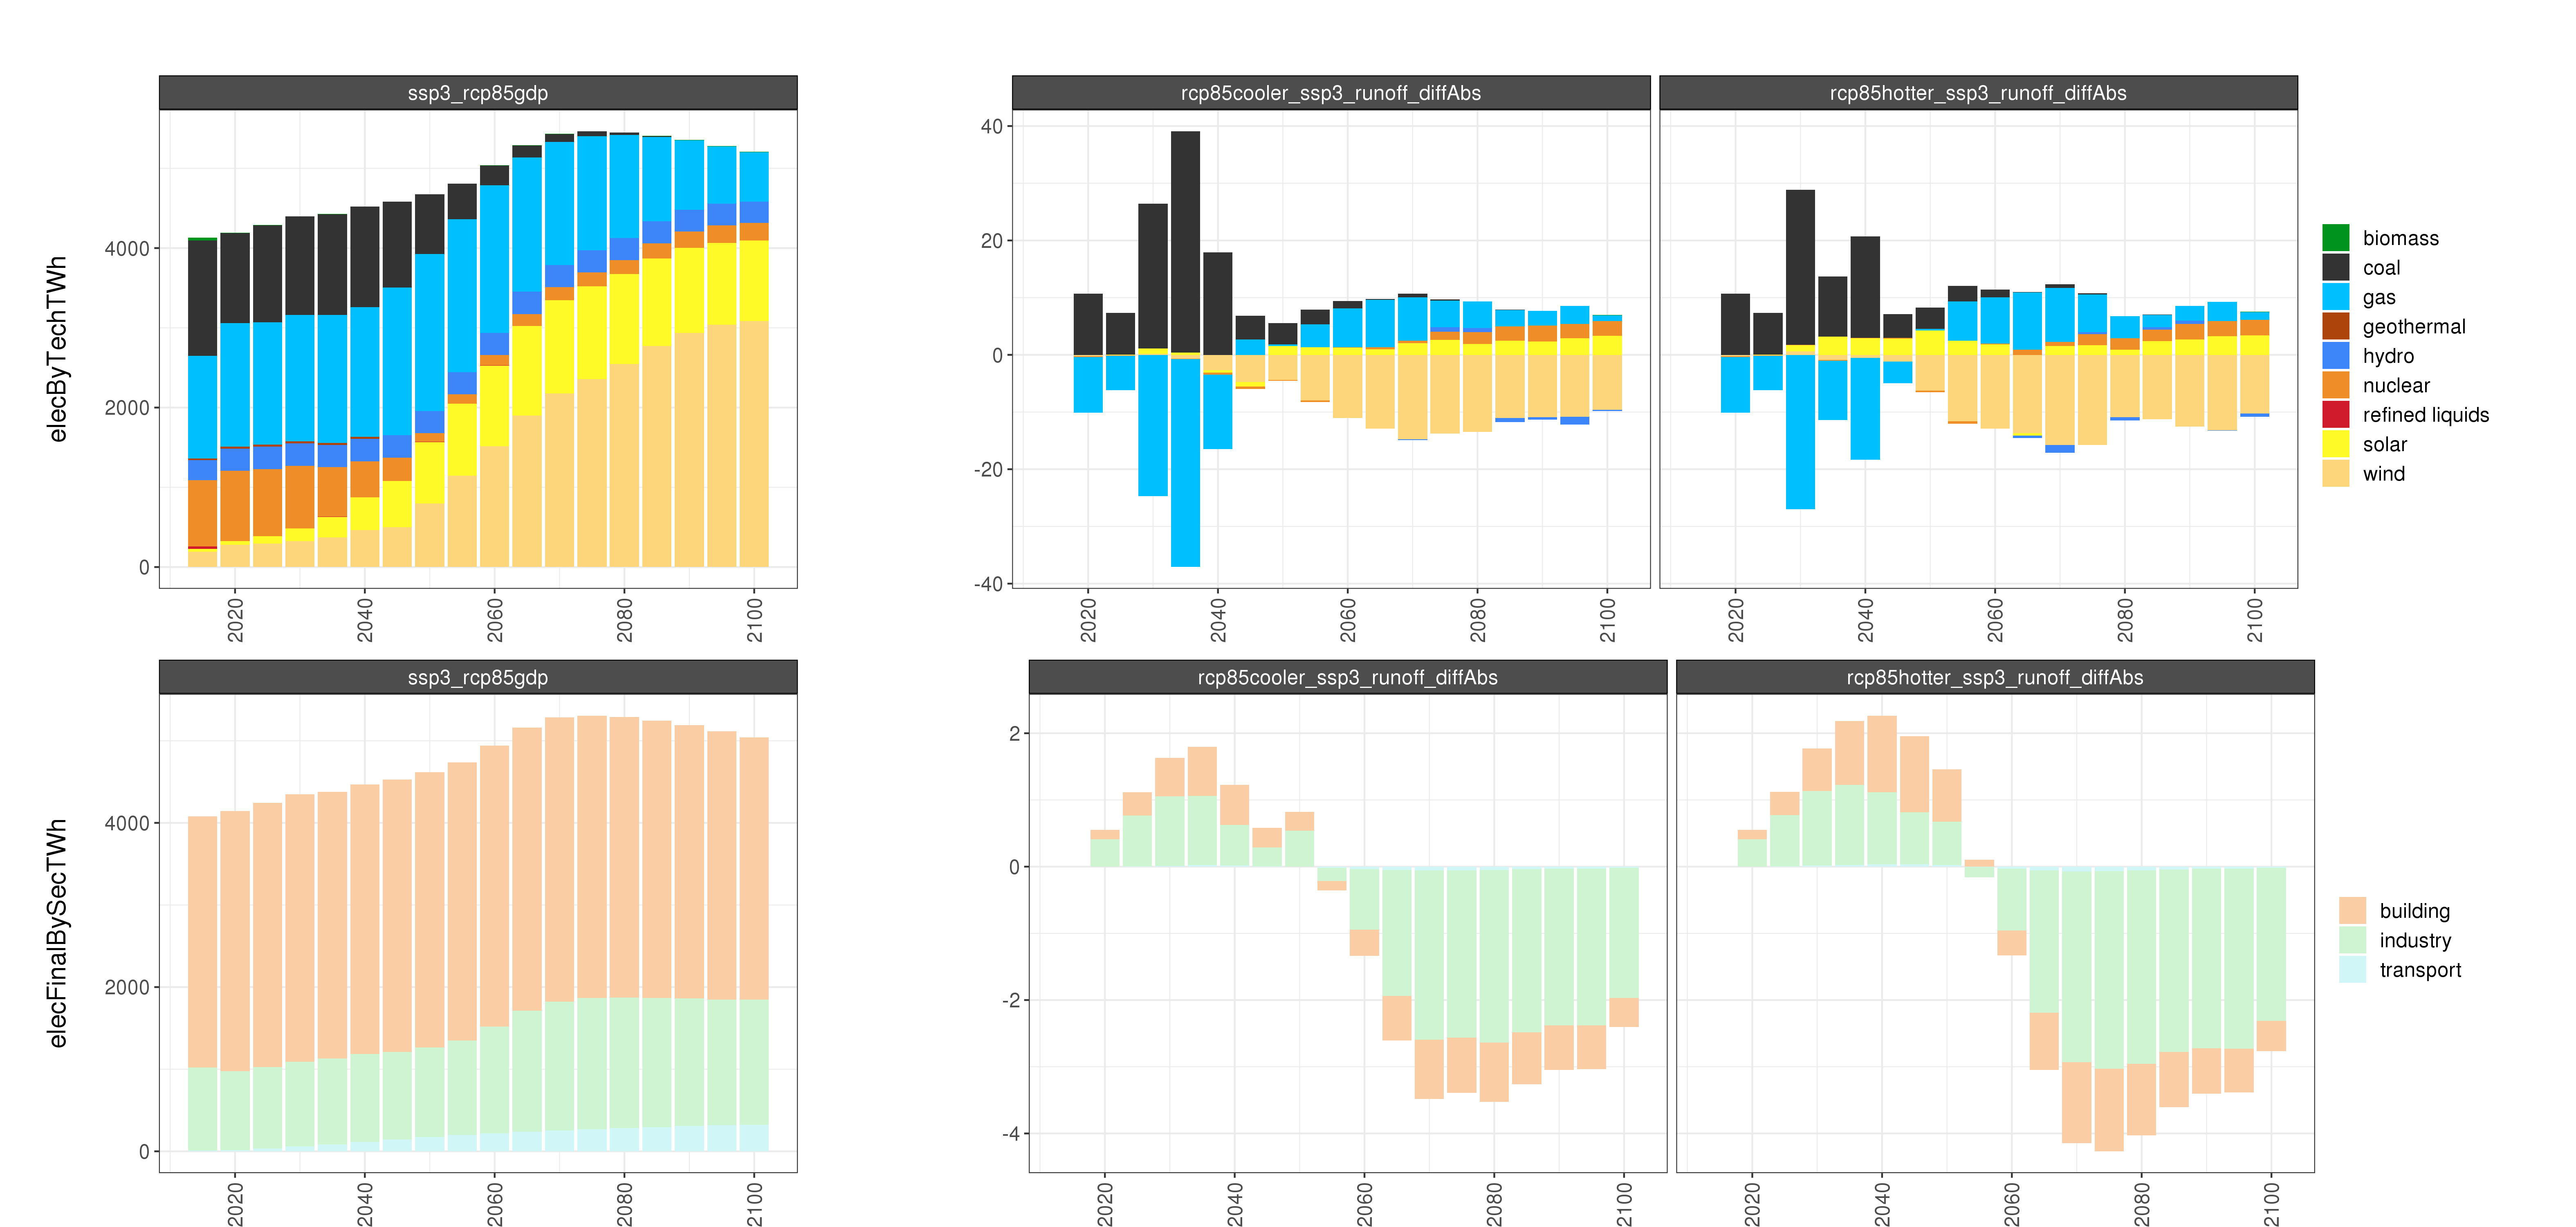 ssp3_rcp85gdp
rcp85cooler_ssp3_runoff_diffAbs
rcp85hotter_ssp3_runoff_diffAbs
elecByTechTWh
4000
2000
0
40
20
0
-20
-40
2020
2040
2060
2080
2100
2020
2040
2060
2080
2100
2020
2040
2060
2080
2100
biomass
coal
gas
geothermal
hydro
nuclear
refined liquids
solar
wind
ssp3_rcp85gdp
rcp85cooler_ssp3_runoff_diffAbs
rcp85hotter_ssp3_runoff_diffAbs
elecFinalBySecTWh
4000
2000
0
2
0
-2
-4
2020
2040
2060
2080
2100
2020
2040
2060
2080
2100
2020
2040
2060
2080
2100
building
industry
transport